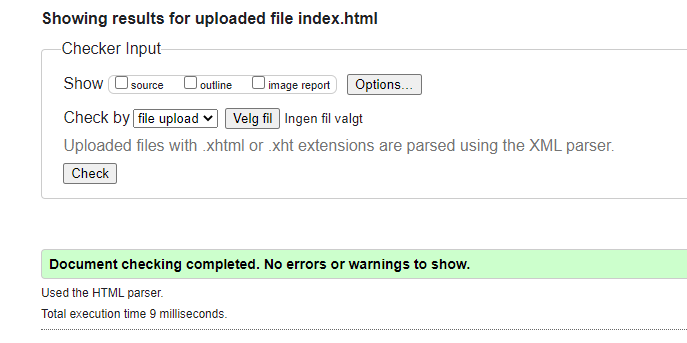 Showing results for uploaded file index.html
Checker Input
Show source outline image report Options...
Check by file upload Velg fil Ingen fil valgt
Uploaded files with .xhtml or .xht extensions are parsed using the XML parser.
Check
Document checking completed. No errors or warnings to show.
Used the HTML parser.
Total execution time 9 milliseconds.